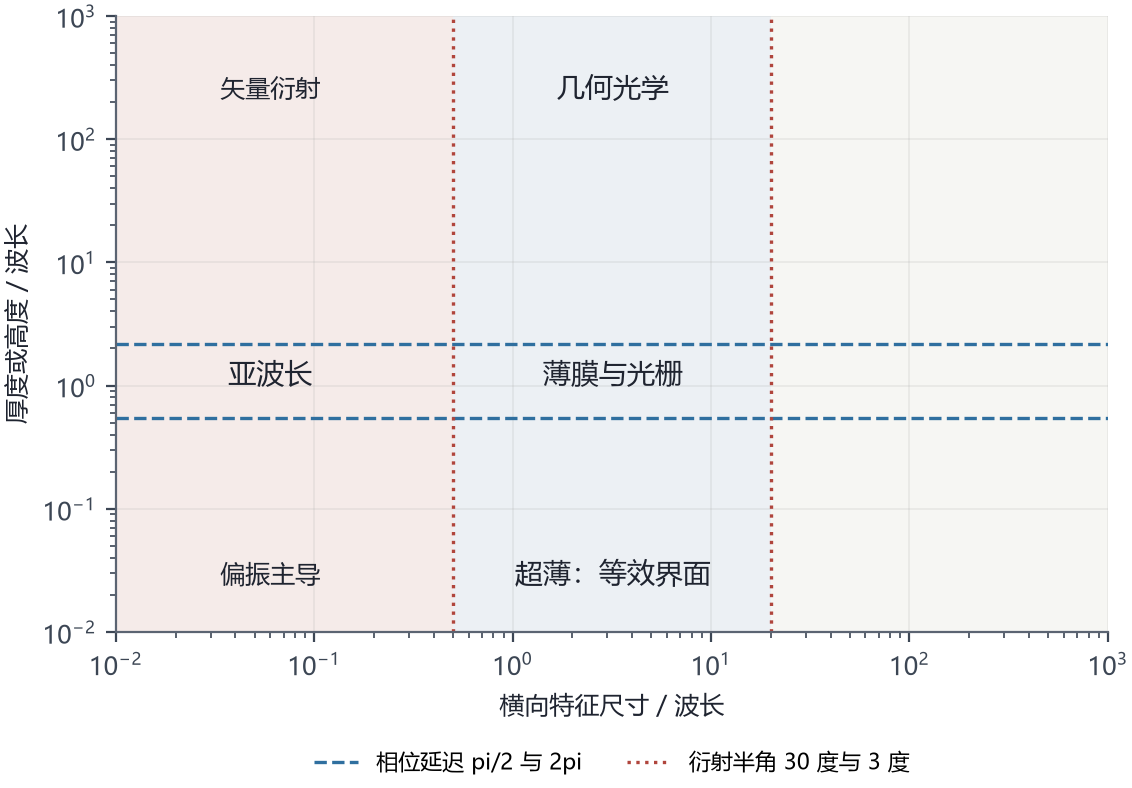 10³
矢量衍射
几何光学
10²
10¹
厚度或高度 / 波长
亚波长
薄膜与光栅
10⁰
10⁻¹
偏振主导
超薄：等效界面
10⁻²
10⁻²
10⁻¹
10⁰
10¹
10²
10³
横向特征尺寸 / 波长
相位延迟 pi/2 与 2pi
衍射半角 30 度与 3 度